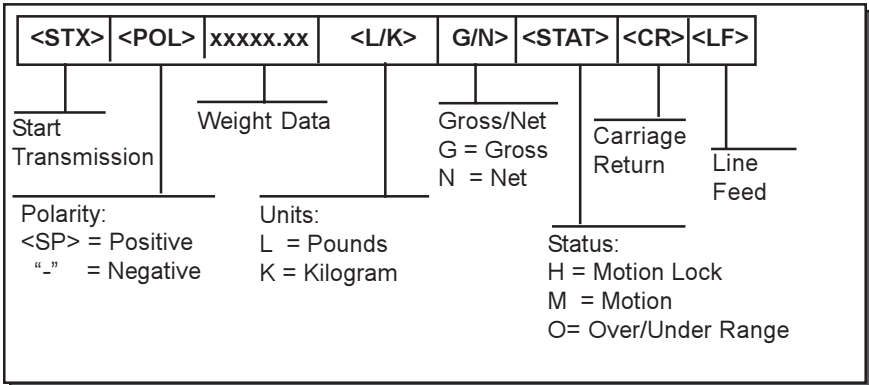 <STX> <POL> xxxxx.xx <L/K> G/N> <STAT> <CR> <LF>
Start
Transmission
Weight Data
Gross/Net
G = Gross
N = Net
Carriage
Return
Line
Feed
Polarity:
<SP> = Positive
“-” = Negative
Units:
L = Pounds
K = Kilogram
Status:
H = Motion Lock
M = Motion
O= Over/Under Range